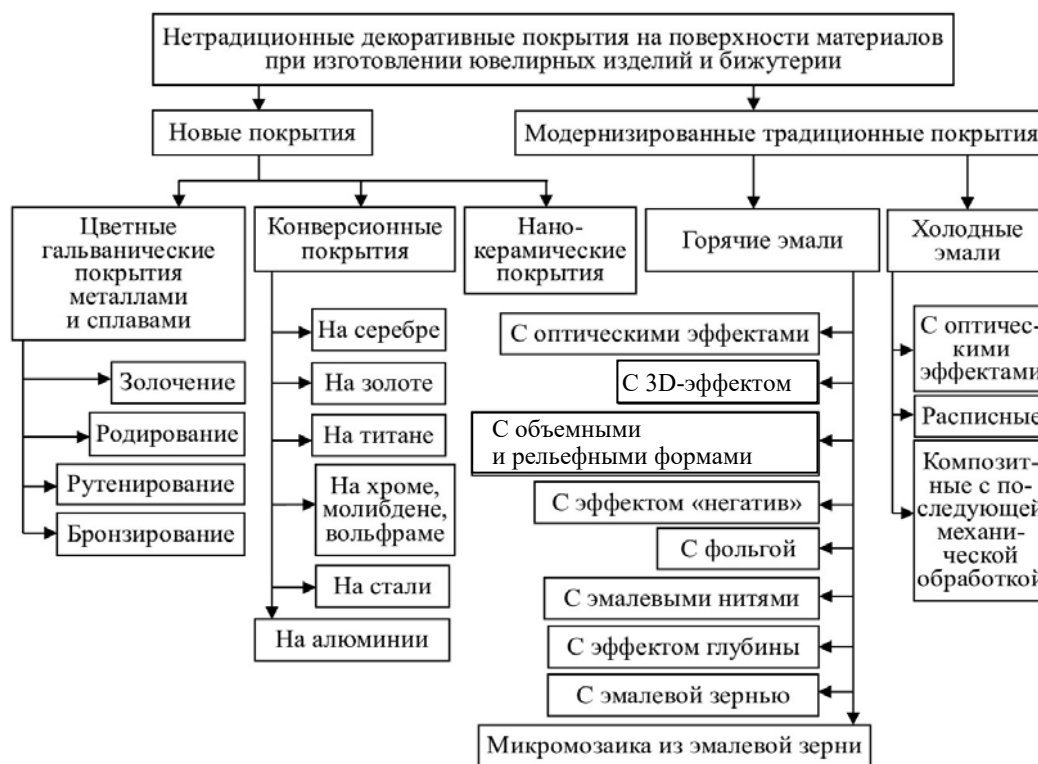 Нетрадиционные декоративные покрытия на поверхности материалов
при изготовлении ювелирных изделий и бижутерии
Новые покрытия
Модернизированные традиционные покрытия
Цветные
гальванические
покрытия
металлами
и сплавами
Конверсионные
покрытия
Нано-
керамические
покрытия
Горячие эмали
Холодные
эмали
Золочение
Родирование
Рутенирование
Бронзирование
На серебре
На золоте
На титане
На хроме,
молибдене,
вольфраме
На стали
На алюминии
С оптическими эффектами
С 3D-эффектом
С объемными
и рельефными формами
С эффектом «негатив»
С фольгой
С эмалевыми нитями
С эффектом глубины
С эмалевой зернью
Микромозаика из эмалевой зерни
С оптичес-
кими
эффектами
Расписные
Композит-
ные с по-
следующей
механи-
ческой
обработкой